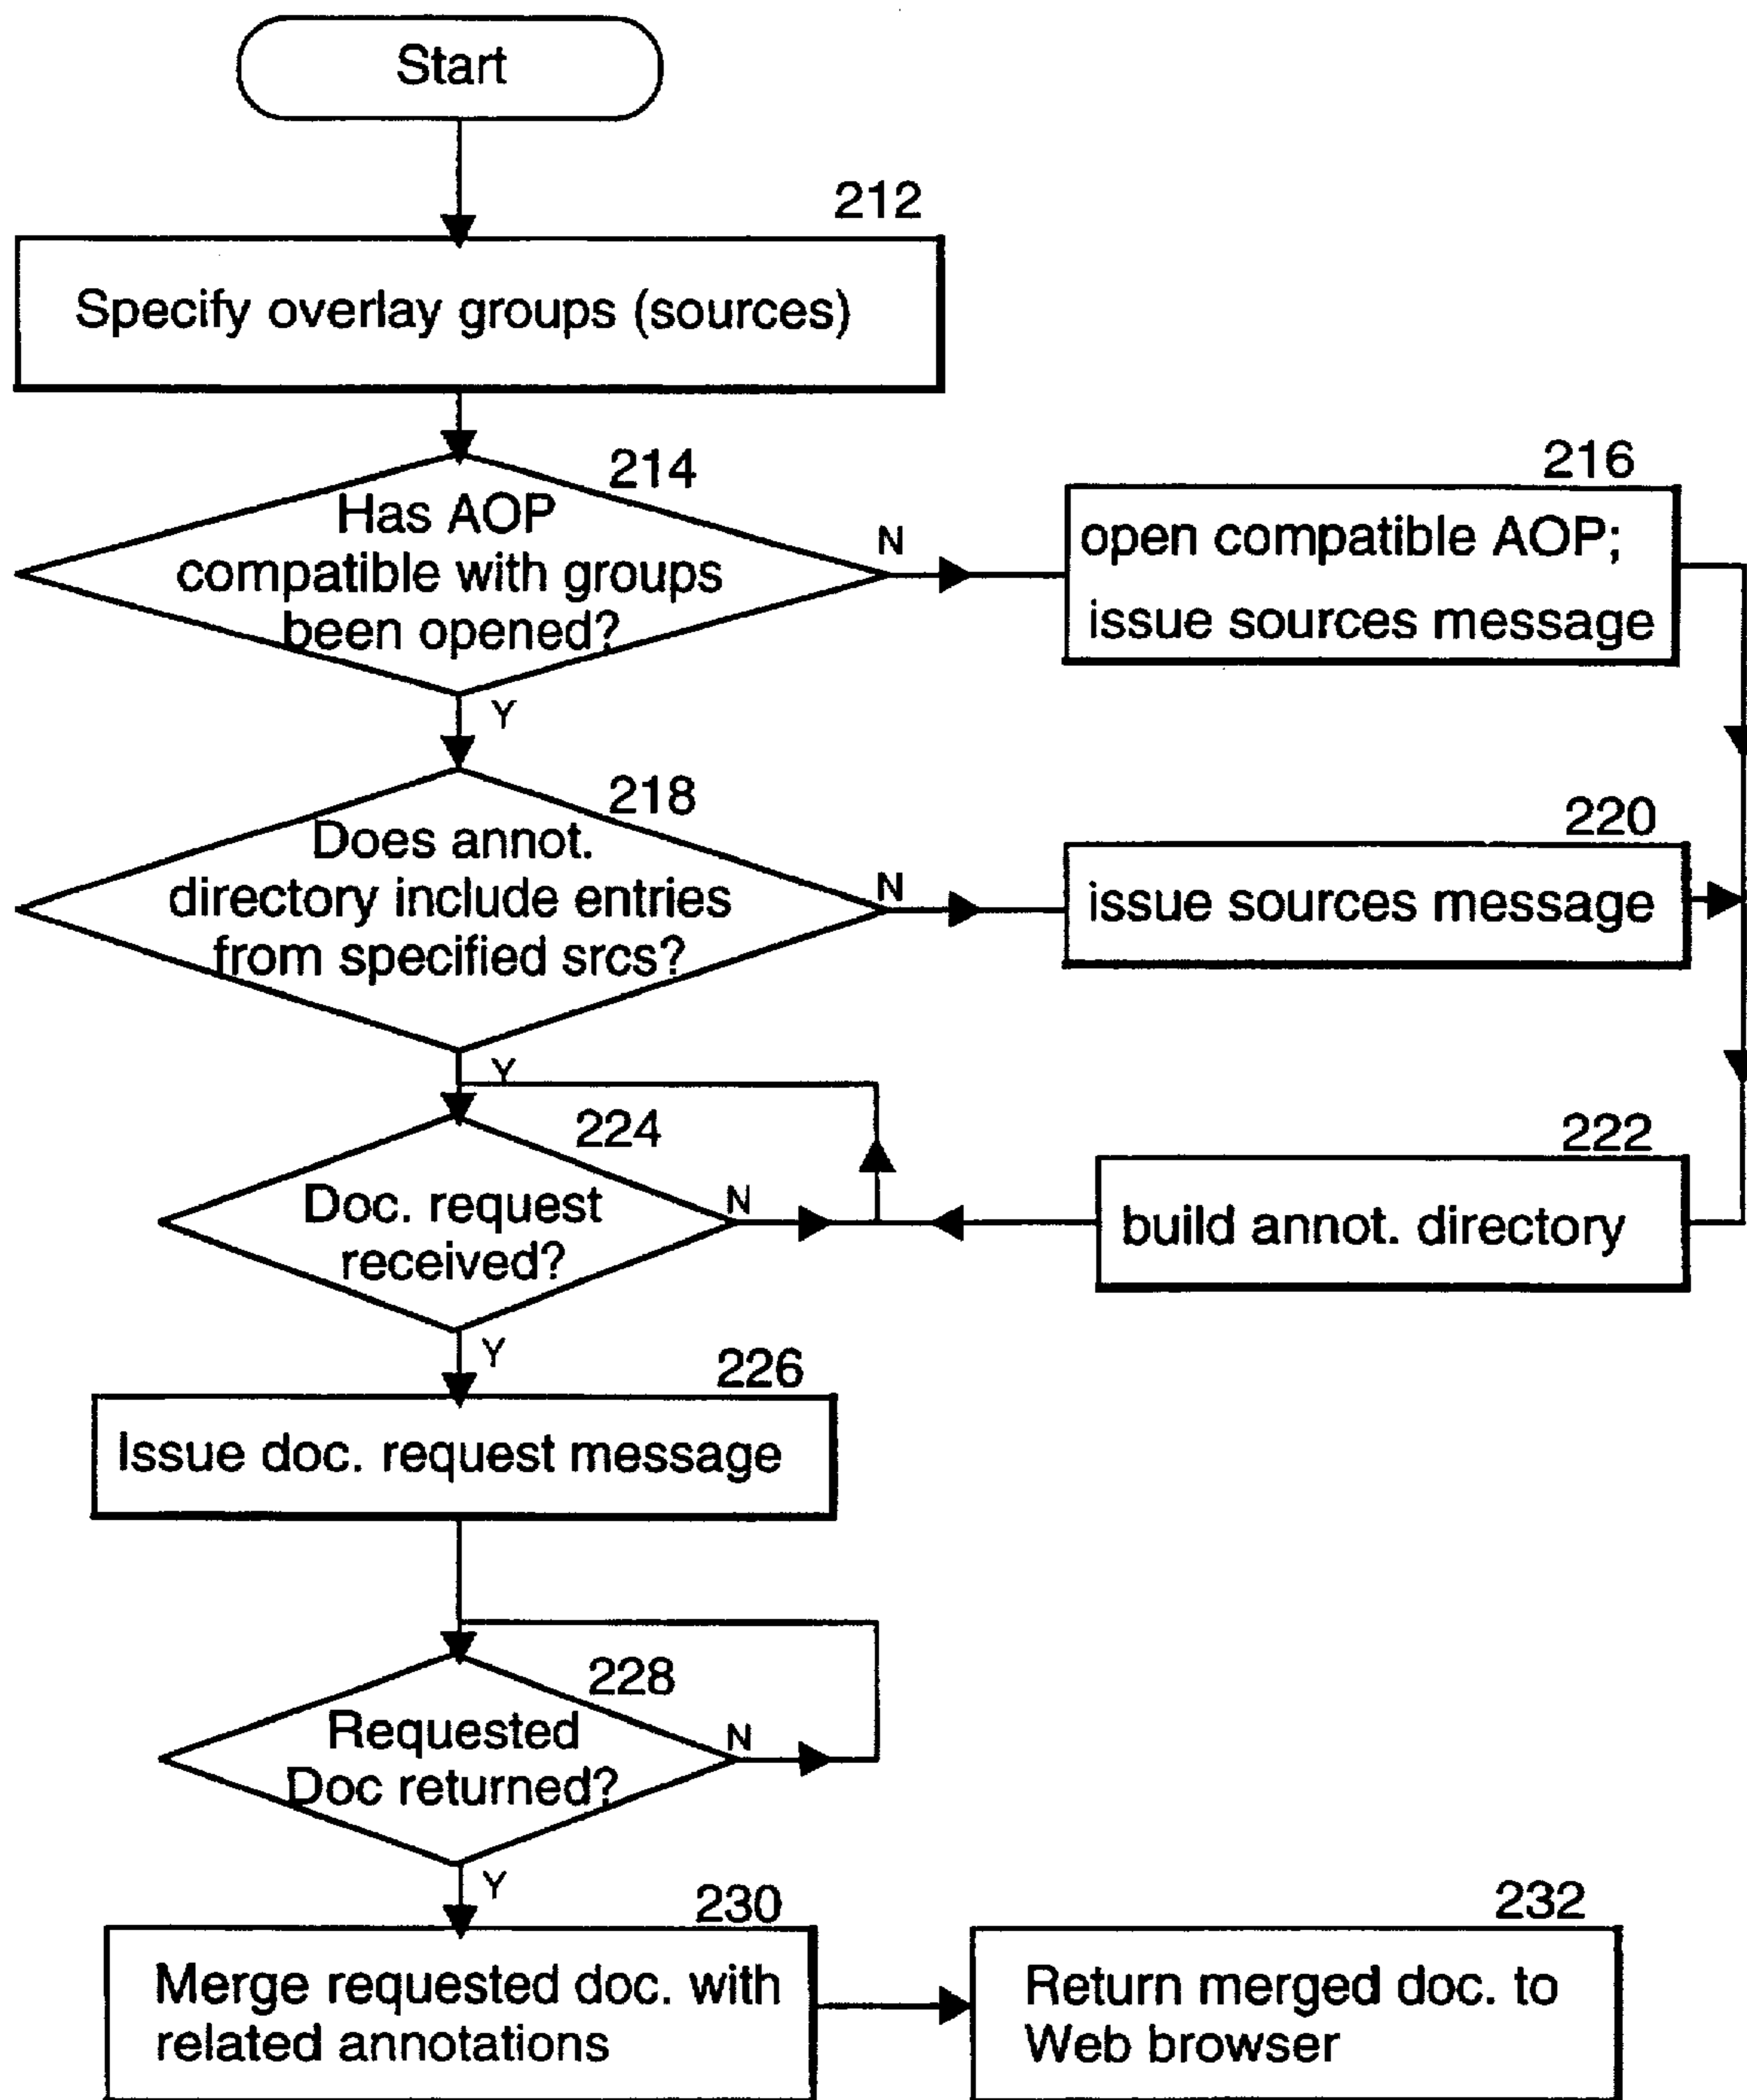 Start
212
Specify overlay groups (sources)
214
Has AOP
compatible with groups
been opened?
N
216
open compatible AOP;
issue sources message
Y
218
Does annot.
directory include entries
from specified srcs?
N
220
issue sources message
Y
224
Doc. request
received?
N
222
build annot. directory
Y
226
Issue doc. request message
228
Requested
Doc returned?
N
Y
230
Merge requested doc. with
related annotations
232
Return merged doc. to
Web browser